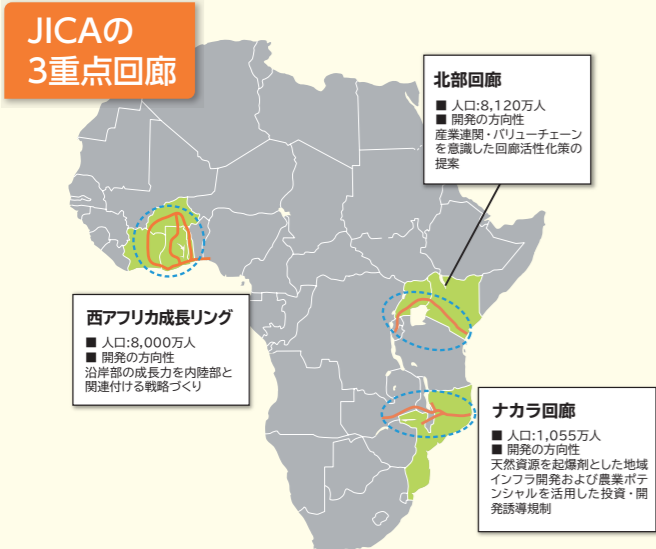 JICAの
3重点回廊
北部回廊
■ 人口:8,120万人
■ 開発の方向性
産業連関・バリューチェーン
を意識した回廊活性化策の
提案
西アフリカ成長リング
■ 人口:8,000万人
■ 開発の方向性
沿岸部の成長力を内陸部と
関連付ける戦略づくり
ナカラ回廊
■ 人口:1,055万人
■ 開発の方向性
天然資源を起爆剤とした地域
インフラ開発および農業ポテ
ンシャルを活用した投資・開
発誘導規制